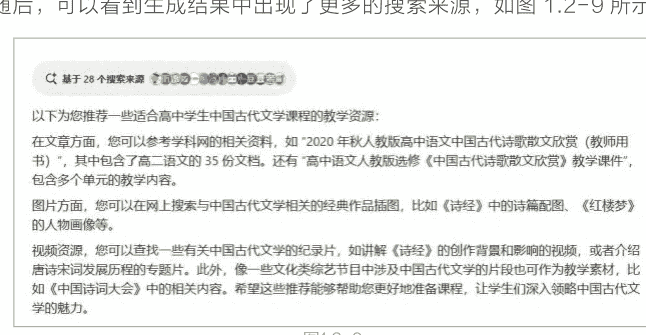 随后，可以看到生成结果中出现了更多的搜索来源，如图 1.2-9 所示
基于 28 个搜索来源
以下为您推荐一些适合高中学生中国古代文学课程的教学资源：
在文章方面，您可以参考学科网的相关资料，如 “2020 年秋人教版高中语文中国古代诗歌散文欣赏（教师用
书）”，其中包含了高二语文的 35 份文档。还有 “高中语文人教版选修《中国古代诗歌散文欣赏》教学课件”，
包含多个单元的教学内容。
图片方面，您可以在网上搜索与中国古代文学相关的经典作品插图，比如《诗经》中的诗篇配图、《红楼梦》
的人物画像等。
视频资源，您可以查找一些有关中国古代文学的纪录片，如讲解《诗经》的创作背景和影响的视频，或者介绍
唐诗宋词发展历程的专题片。此外，像一些文化类综艺节目中涉及中国古代文学的片段也可作为教学素材，比
如《中国诗词大会》中的相关内容。希望这些推荐能够帮助您更好地准备课程，让学生们深入领略中国古代文
学的魅力。